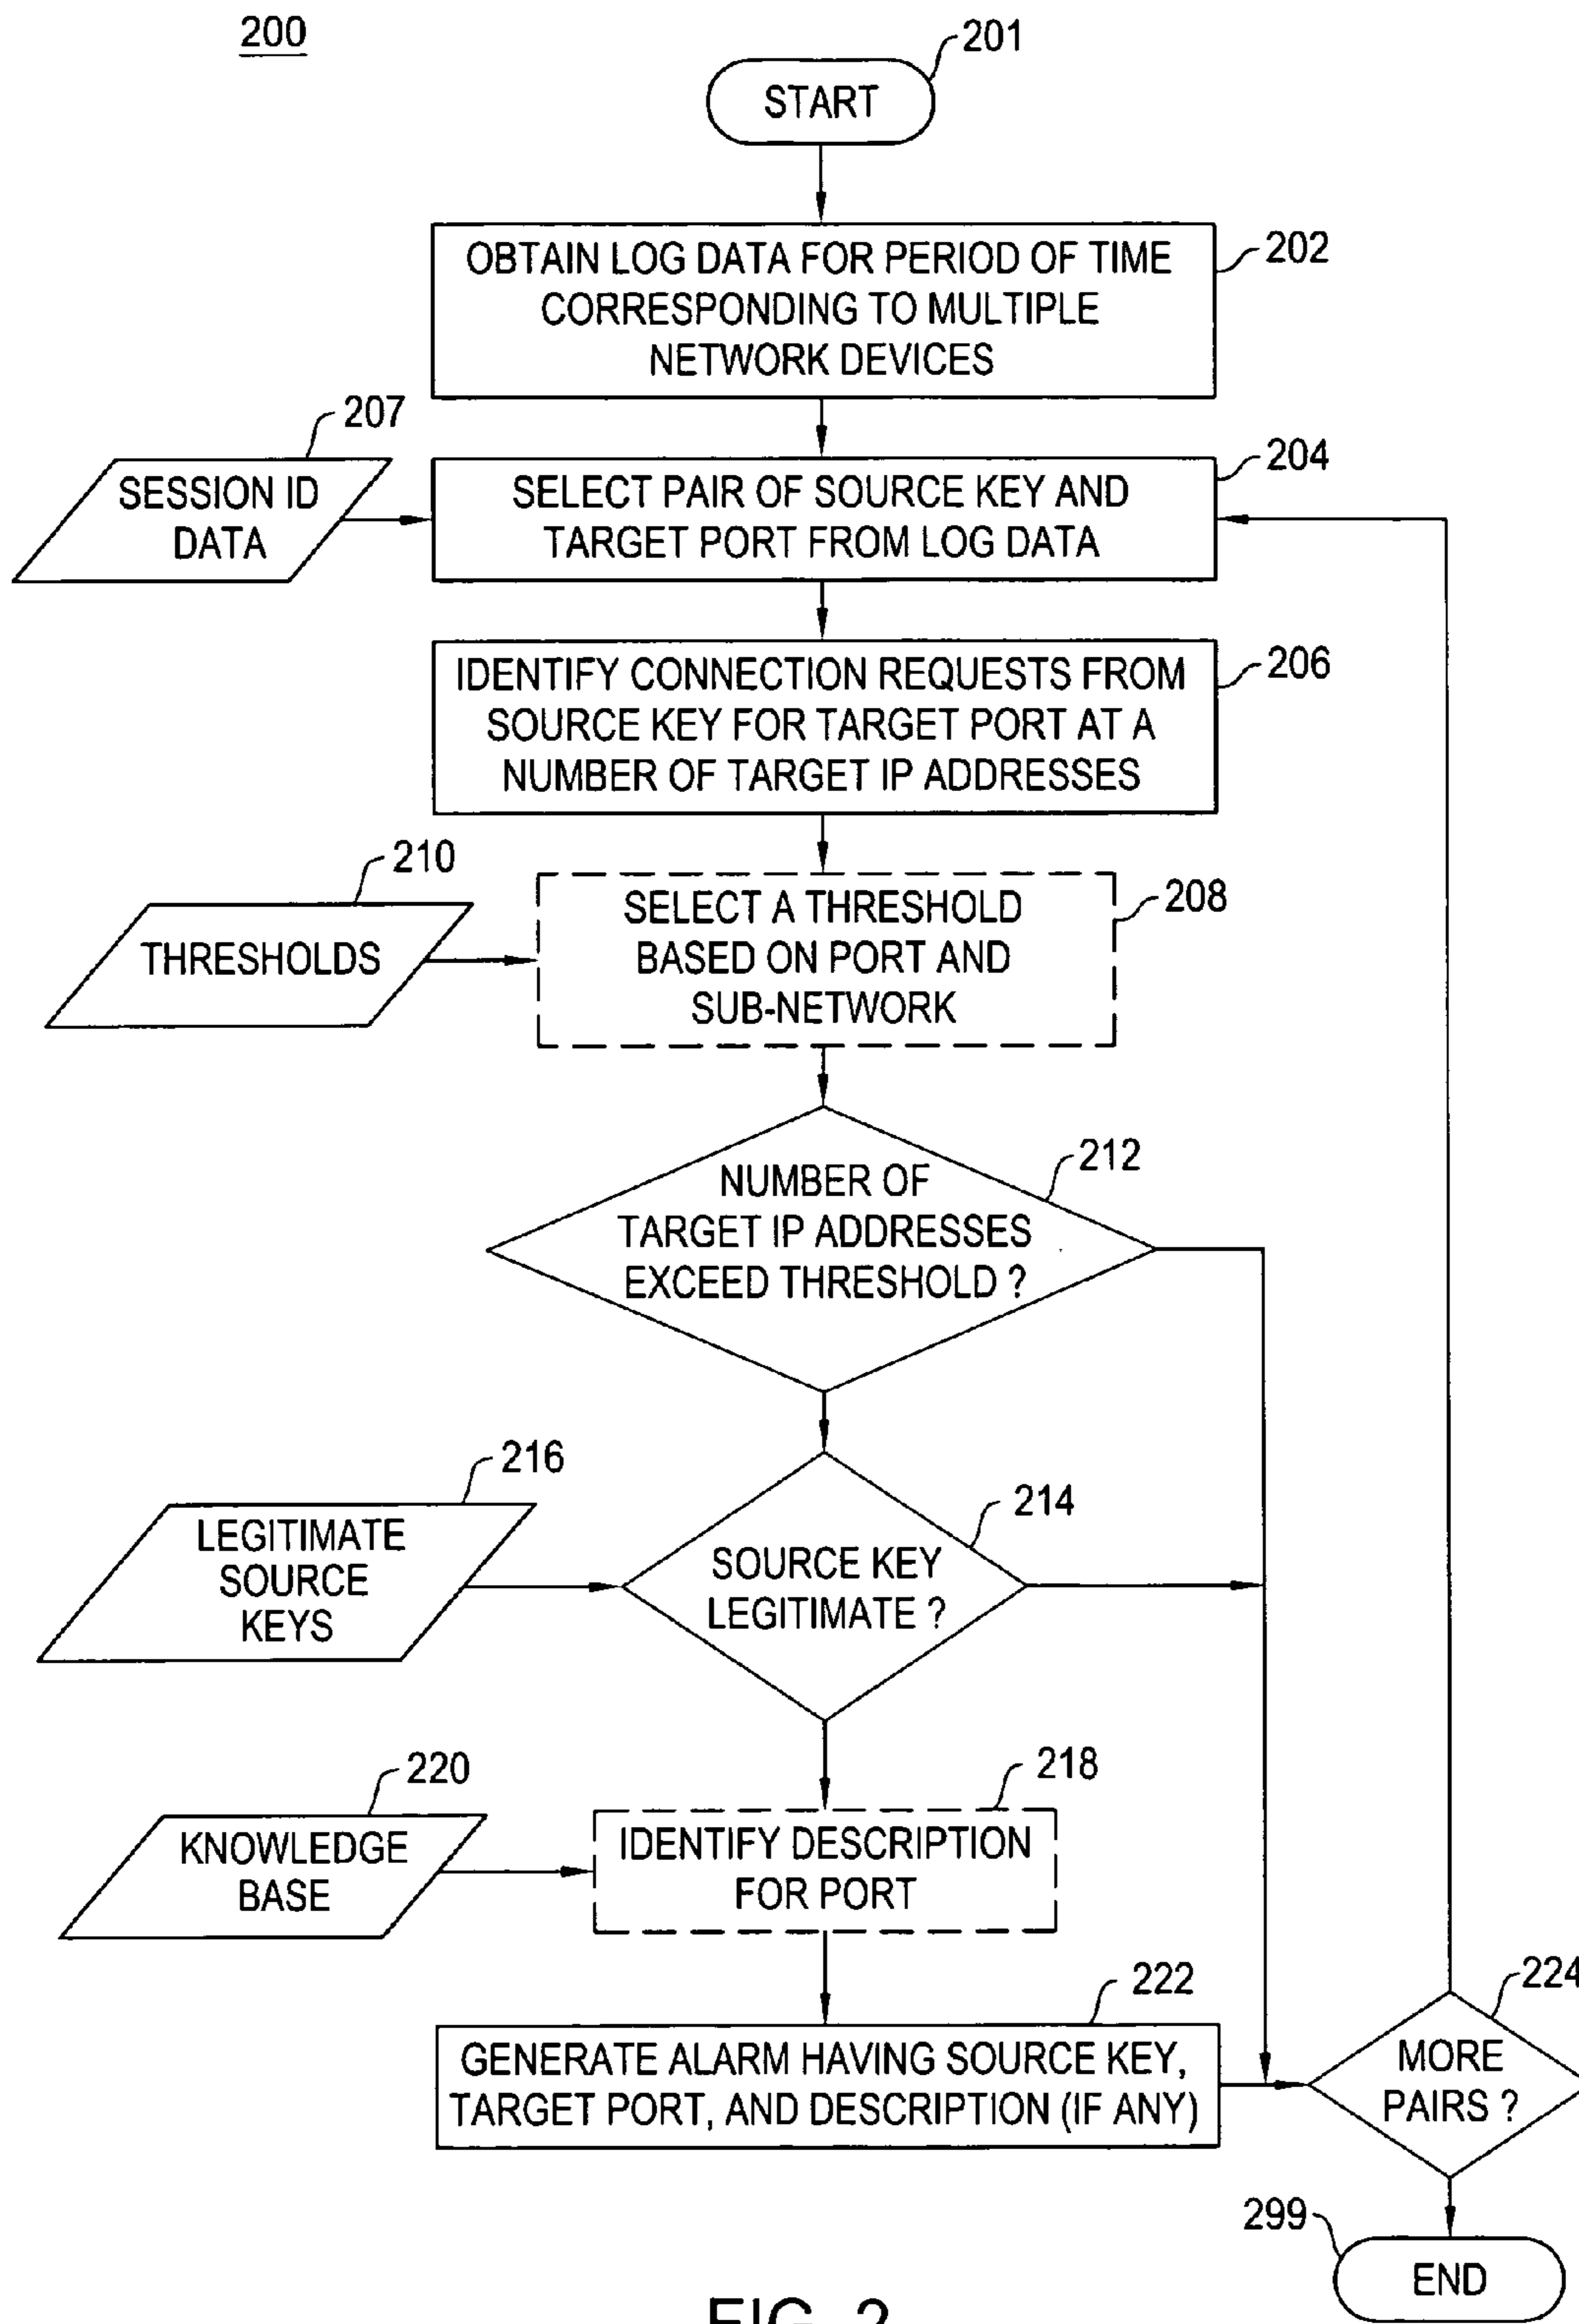 200
201
START
OBTAIN LOG DATA FOR PERIOD OF TIME
CORRESPONDING TO MULTIPLE
NETWORK DEVICES
202
207
SESSION ID
DATA
204
SELECT PAIR OF SOURCE KEY AND
TARGET PORT FROM LOG DATA
IDENTIFY CONNECTION REQUESTS FROM
SOURCE KEY FOR TARGET PORT AT A
NUMBER OF TARGET IP ADDRESSES
206
210
THRESHOLDS
SELECT A THRESHOLD
BASED ON PORT AND
SUB-NETWORK
208
212
NUMBER OF
TARGET IP ADDRESSES
EXCEED THRESHOLD ?
216
LEGITIMATE
SOURCE
KEYS
214
SOURCE KEY
LEGITIMATE ?
220
KNOWLEDGE
BASE
218
IDENTIFY DESCRIPTION
FOR PORT
222
GENERATE ALARM HAVING SOURCE KEY,
TARGET PORT, AND DESCRIPTION (IF ANY)
224
MORE
PAIRS ?
299
END
FIG. 2